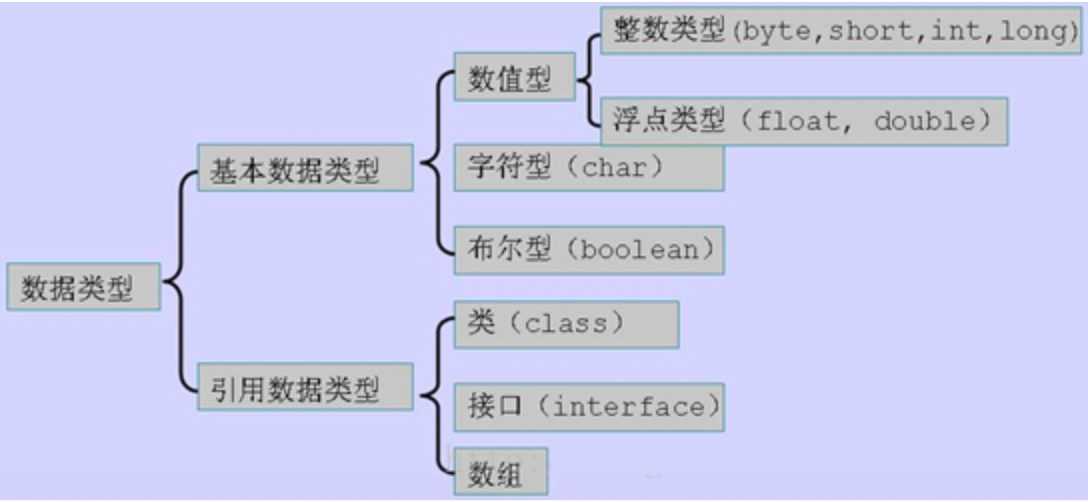 整数类型(byte,short,int,long)
数值型
浮点类型（float, double）
基本数据类型
字符型（char）
布尔型（boolean）
数据类型
类（class）
引用数据类型
接口（interface）
数组